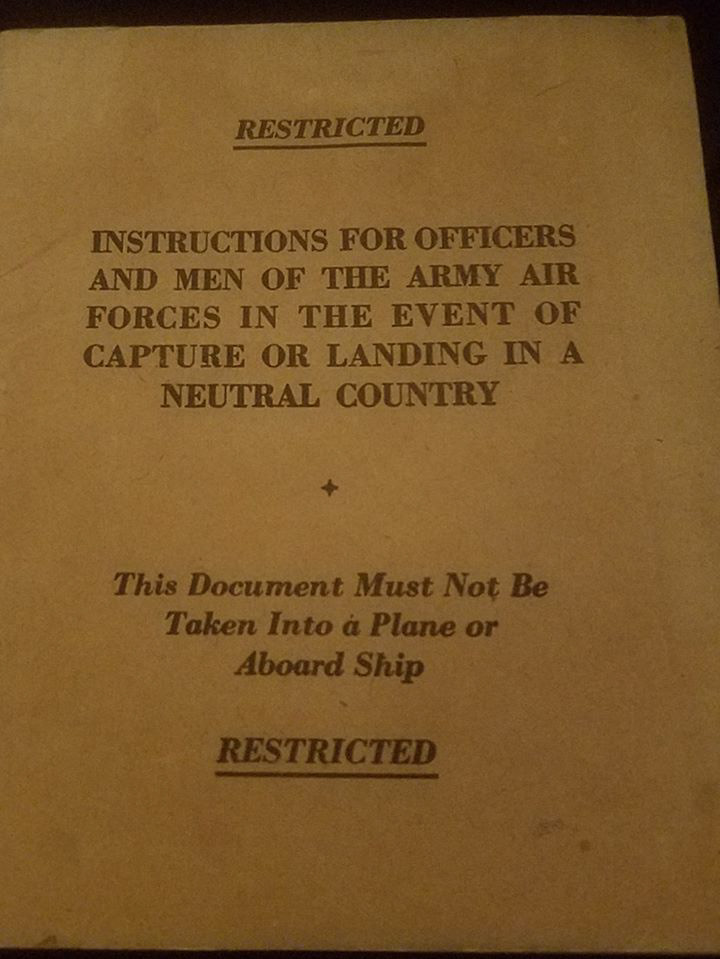 RESTRICTED
INSTRUCTIONS FOR OFFICERS
AND MEN OF THE ARMY AIR
FORCES IN THE EVENT OF
CAPTURE OR LANDING IN A
NEUTRAL COUNTRY
This Document Must Not Be
Taken Into a Plane or
Aboard Ship
RESTRICTED